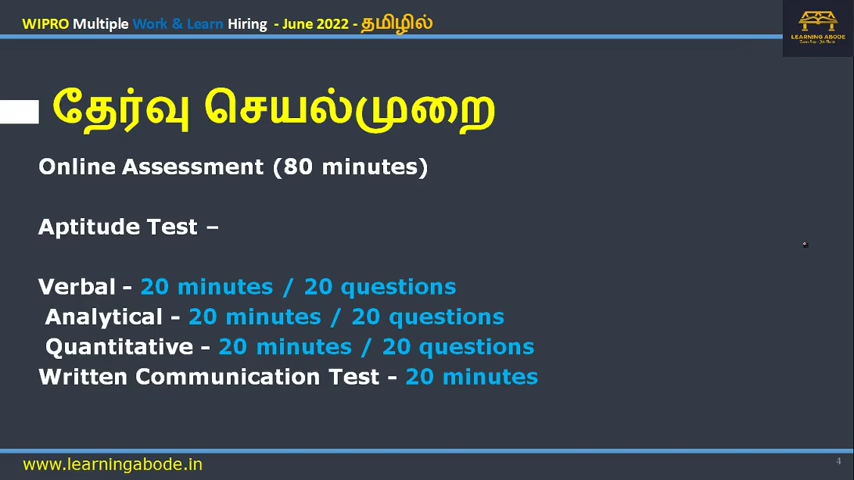 WIPRO Multiple Work & Learn Hiring - June 2022 - தமிழில்
LEARNING ABODE
தேர்வு செயல்முறை
Online Assessment (80 minutes)
Aptitude Test –
Verbal - 20 minutes / 20 questions
Analytical - 20 minutes / 20 questions
Quantitative - 20 minutes / 20 questions
Written Communication Test - 20 minutes
www.learningabode.in
4